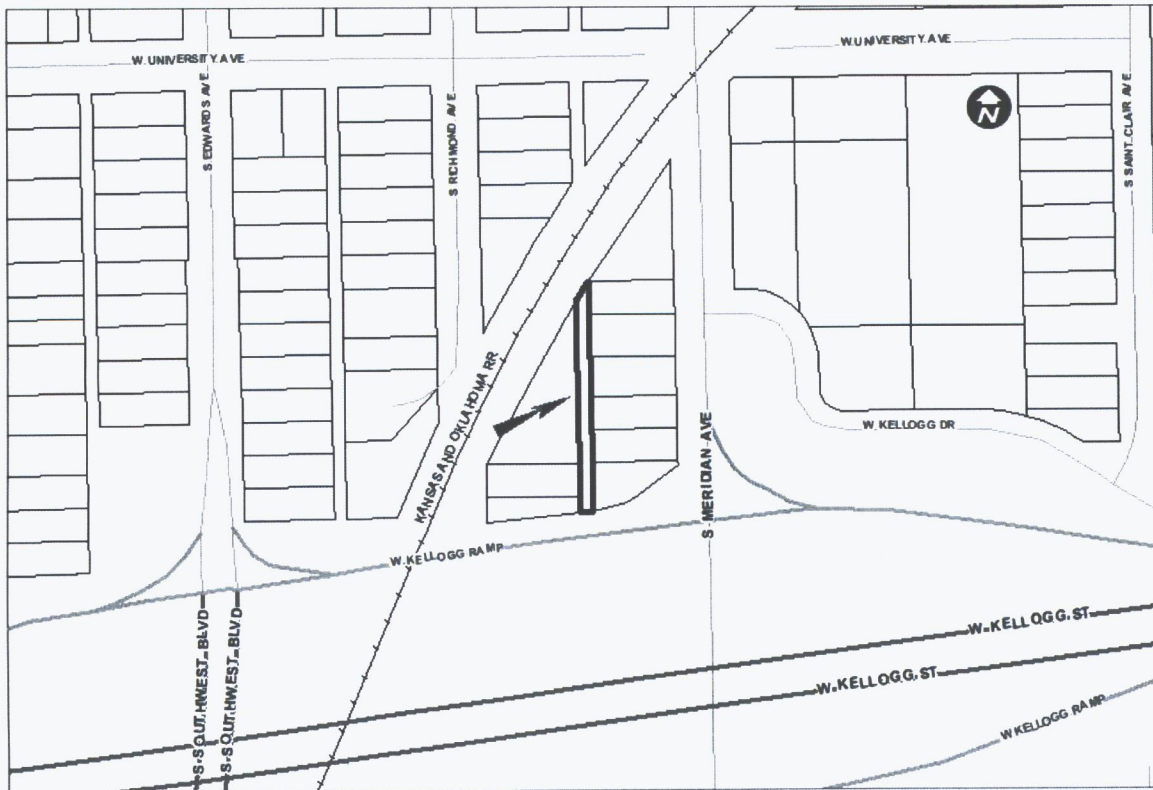 W. UNIVERSITY AVE
W. UNIVERSITY AVE
S EDWARDS AVE
S RICHMOND AVE
S SAINT CLAIR AVE
N
KANSAS AND OKLAHOMA RR
S MERIDIAN AVE
W. KELLOGG DR
W. KELLOGG RAMP
S SOUTHWEST BLVD
S SOUTHWEST BLVD
W. KELLOGG ST
W. KELLOGG ST
W KELLOGG RAMP